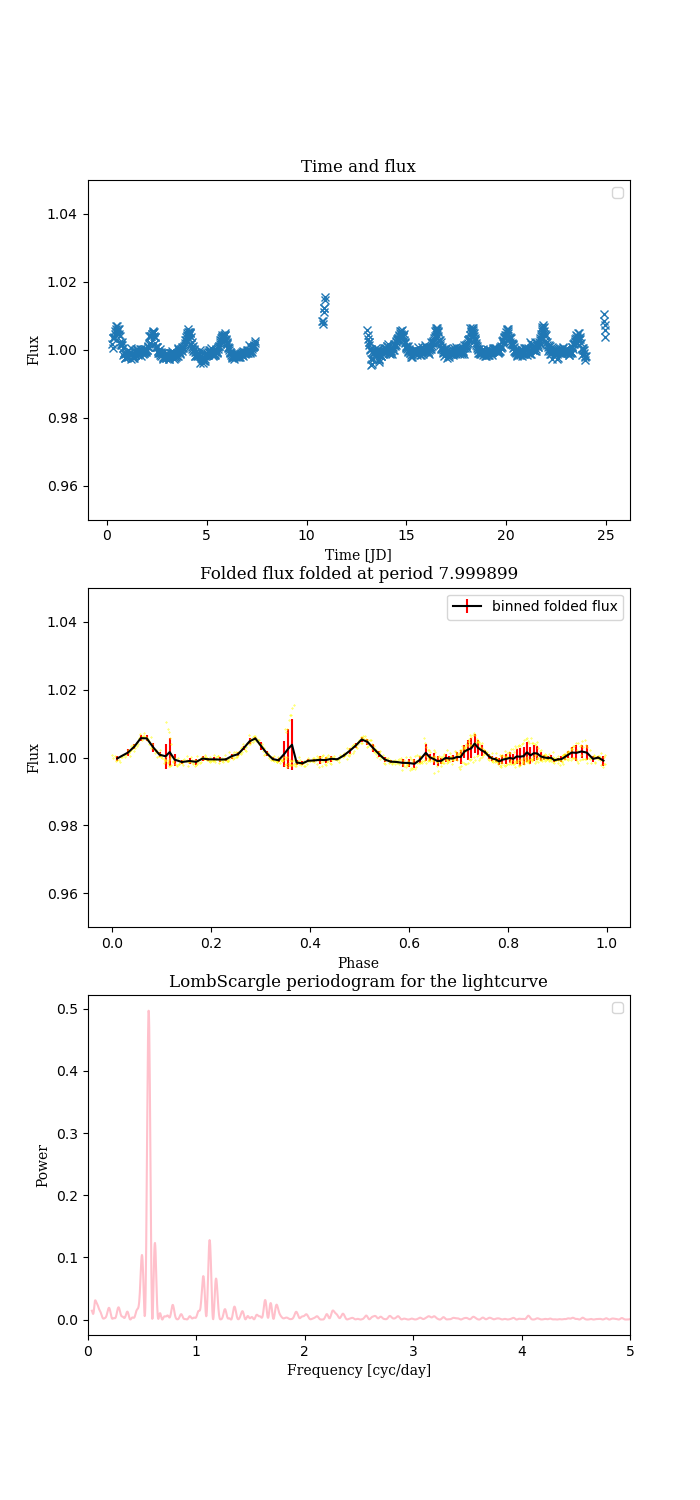 Time and flux
1.04
1.02
1.00
0.98
0.96
Flux
0 5 10 15 20 25
Time [JD]
Folded flux folded at period 7.999899
binned folded flux
1.04
1.02
1.00
0.98
0.96
Flux
0.0 0.2 0.4 0.6 0.8 1.0
Phase
LombScargle periodogram for the lightcurve
0.5
0.4
0.3
0.2
0.1
0.0
Power
0 1 2 3 4 5
Frequency [cyc/day]